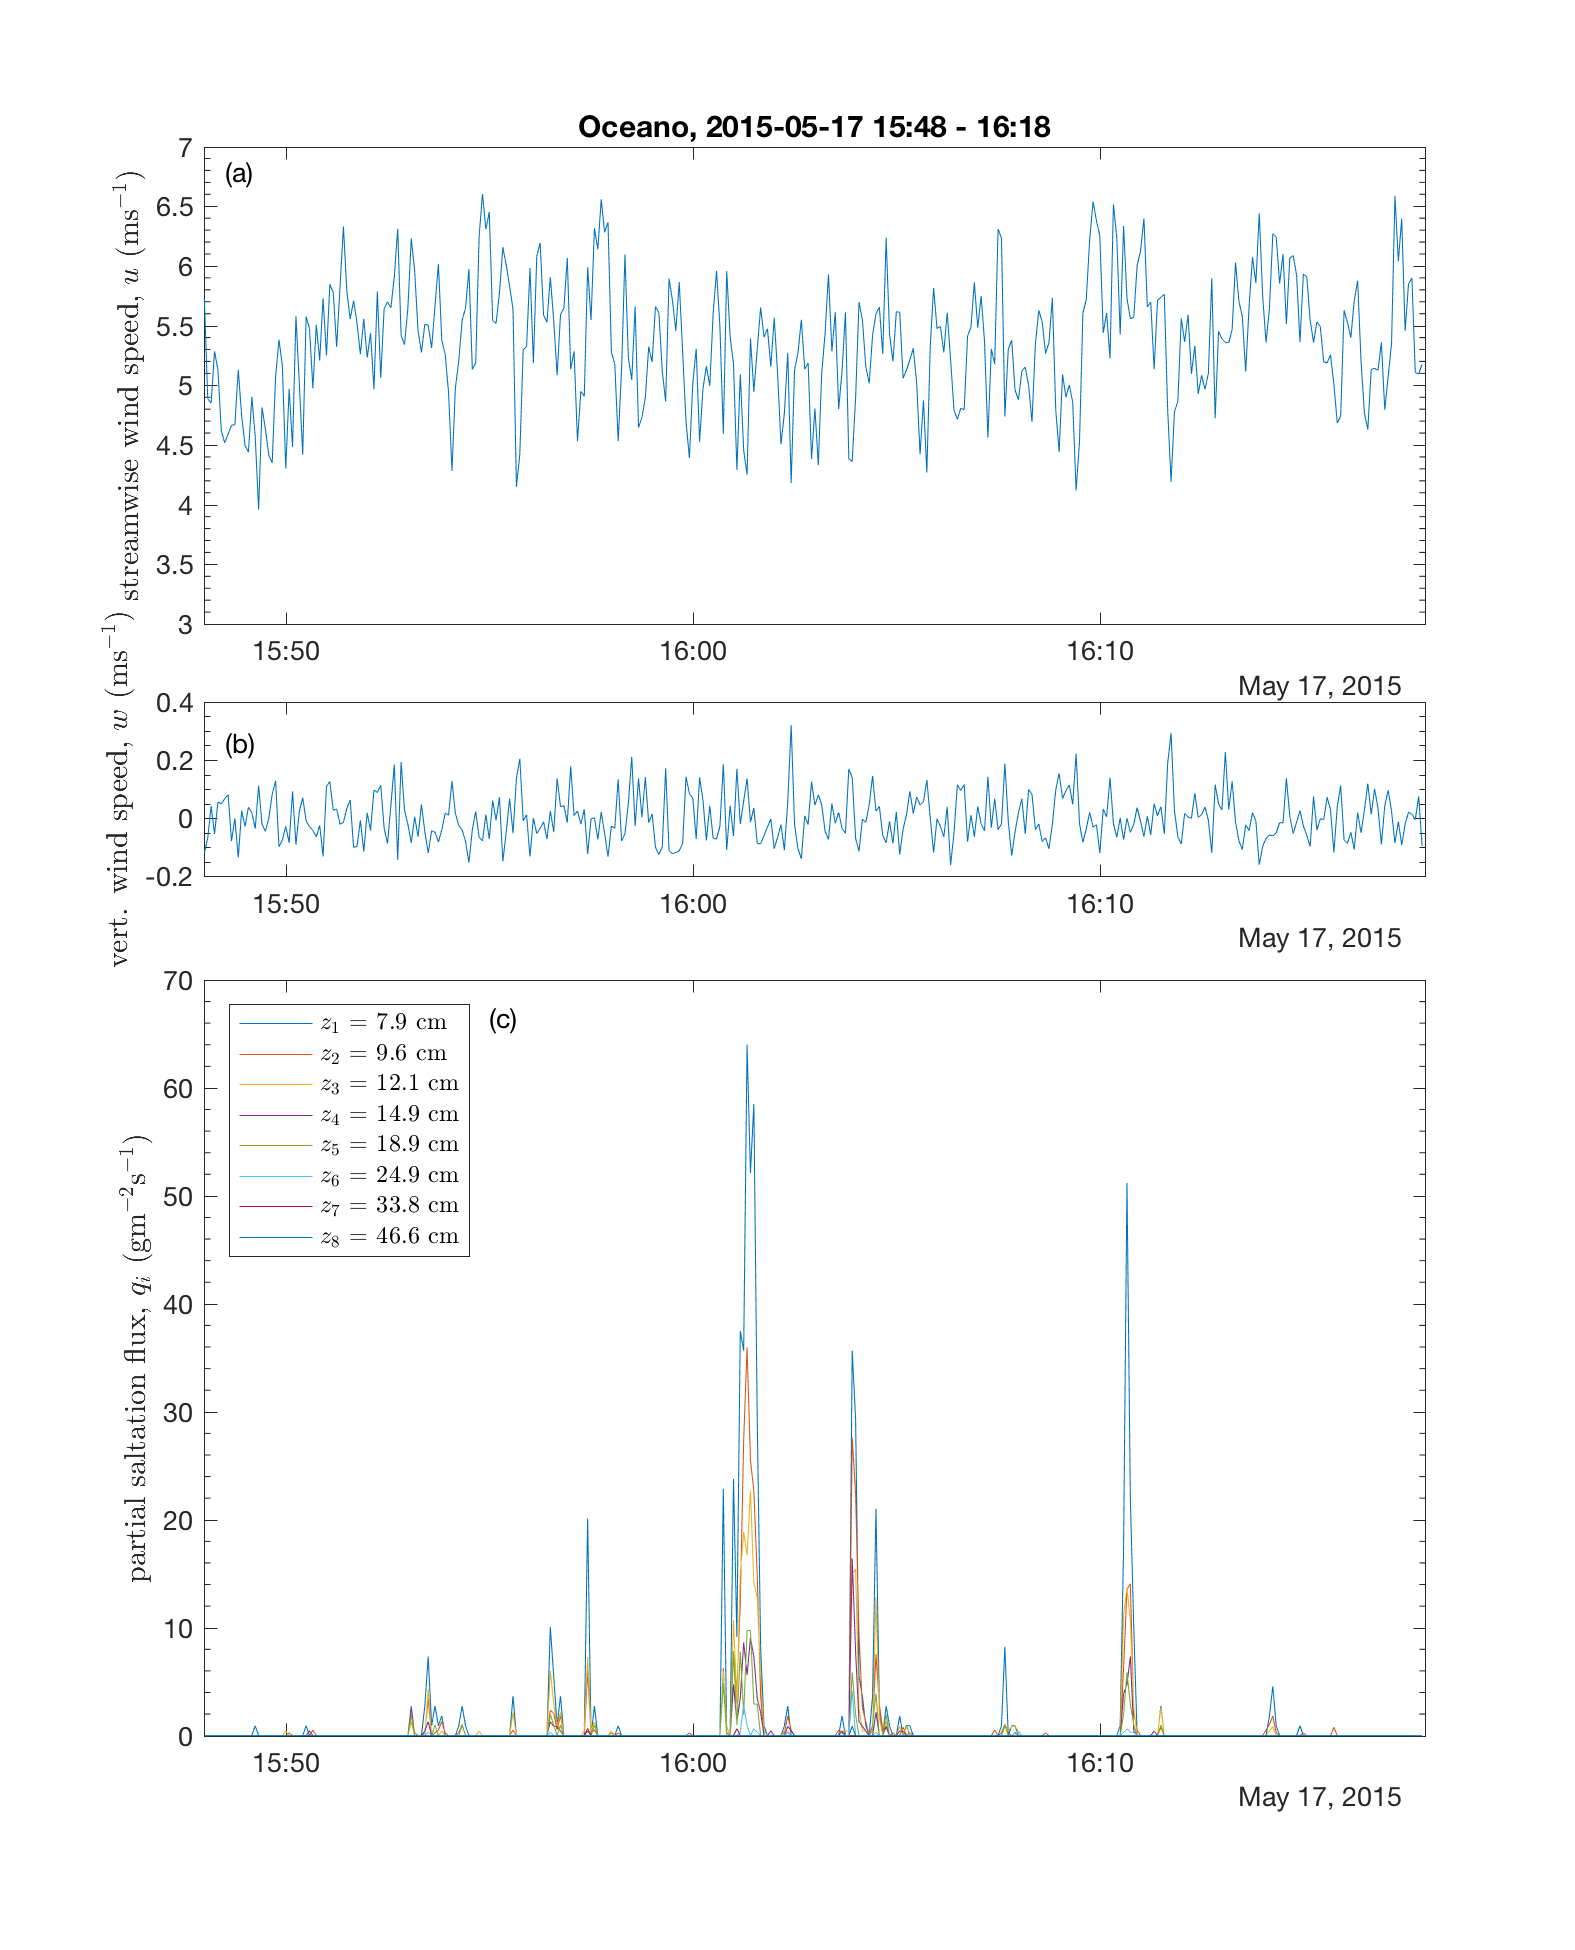 Oceano, 2015-05-17 15:48 - 16:18
(a)
streamwise wind speed, u (ms⁻¹)
7
6.5
6
5.5
5
4.5
4
3.5
3
15:50 16:00 16:10
May 17, 2015
(b)
vert. wind speed, w (ms⁻¹)
0.4
0.2
0
-0.2
15:50 16:00 16:10
May 17, 2015
(c)
partial saltation flux, qᵢ (gm⁻²s⁻¹)
70
60
50
40
30
20
10
0
z₁ = 7.9 cm
z₂ = 9.6 cm
z₃ = 12.1 cm
z₄ = 14.9 cm
z₅ = 18.9 cm
z₆ = 24.9 cm
z₇ = 33.8 cm
z₈ = 46.6 cm
15:50 16:00 16:10
May 17, 2015